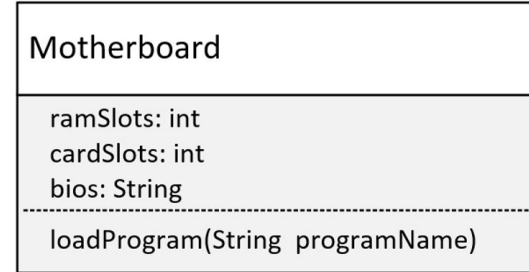 Motherboard
ramSlots: int
cardSlots: int
bios: String
loadProgram(String programName)